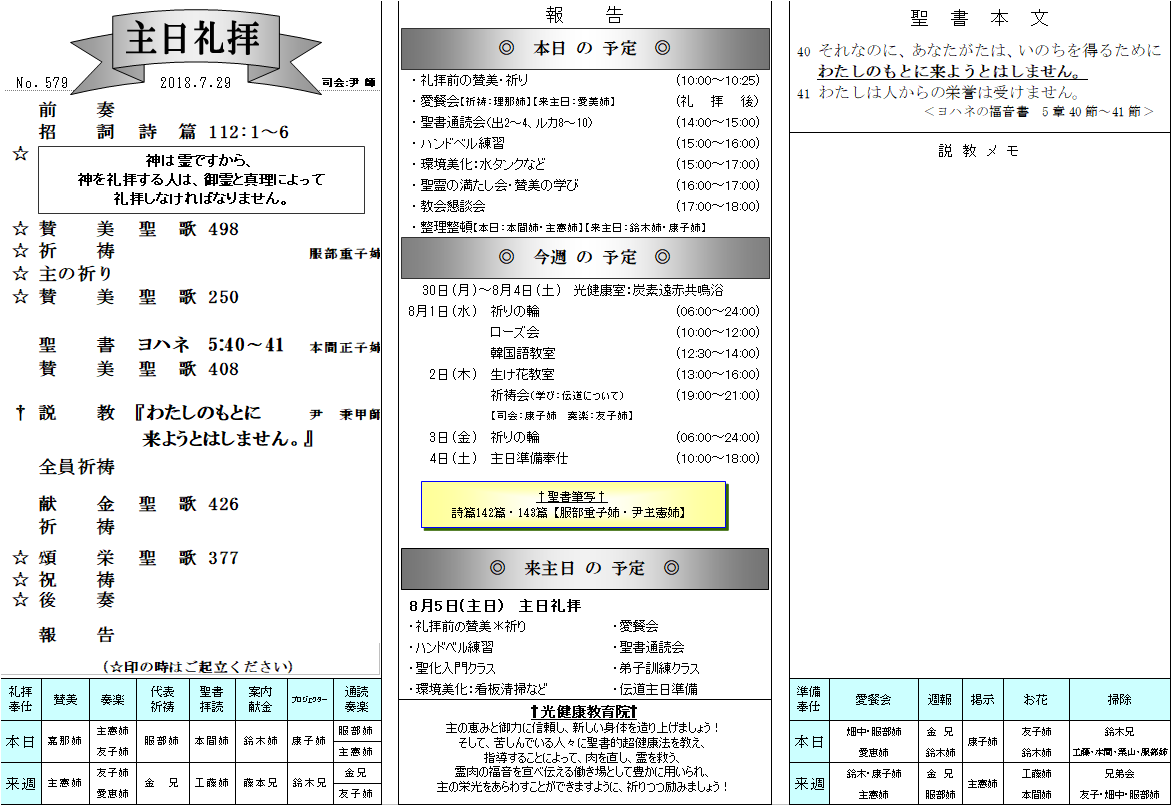 主日礼拝
No. 579 2018.7.29 司会:尹 師
前 奏
招 詞 詩 篇 112:1～6
☆ 神は霊ですから、
神を礼拝する人は、御霊と真理によって
礼拝しなければなりません。
☆ 賛 美 聖 歌 498
☆ 祈 祷 服部重子姉
☆ 主の祈り
☆ 賛 美 聖 歌 250
聖 書 ヨハネ 5:40～41 本間正子姉
賛 美 聖 歌 408
† 説 教 『わたしのもとに 尹 秉甲師
来ようとはしません。』
全員祈祷
献 金 聖 歌 426
祈 祷
☆ 頌 栄 聖 歌 377
☆ 祝 祷
☆ 後 奏
報 告
(☆印の時はご起立ください)
礼拝奉仕 賛美 奏楽 代表祈祷 聖書拝読 案内献金 プロジェクター 通読奏楽
本日 嘉那姉 主憲姉 友子姉 服部姉 本間姉 鈴木姉 康子姉 服部姉 主憲姉
来週 主憲姉 友子姉 愛恵姉 金 兄 工藤姉 藤本兄 鈴木兄 金兄 友子姉
報 告
◎ 本日 の 予定 ◎
・礼拝前の賛美・祈り (10:00～10:25)
・愛餐会【祈祷:理那姉】【来主日:愛美姉】 (礼 拝 後)
・聖書通読会(出2～4、ルカ8～10) (14:00～15:00)
・ハンドベル練習 (15:00～16:00)
・環境美化:水タンクなど (15:00～17:00)
・聖霊の満たし会・賛美の学び (16:00～17:00)
・教会懇談会 (17:00～18:00)
・整理整頓【本日:本間姉・主憲姉】【来主日:鈴木姉・康子姉】
◎ 今週 の 予定 ◎
30日(月)～8月4日(土) 光健康室:炭素遠赤共鳴浴
8月1日(水) 祈りの輪 (06:00～24:00)
ローズ会 (10:00～12:00)
韓国語教室 (12:30～14:00)
2日(木) 生け花教室 (13:00～16:00)
祈祷会(学び:伝道について) (19:00～21:00)
【司会:康子姉 奏楽:友子姉】
3日(金) 祈りの輪 (06:00～24:00)
4日(土) 主日準備奉仕 (10:00～18:00)
†聖書筆写†
詩篇142篇・143篇【服部重子姉・尹主憲姉】
◎ 来主日 の 予定 ◎
8月5日(主日) 主日礼拝
・礼拝前の賛美＊祈り ・愛餐会
・ハンドベル練習 ・聖書通読会
・聖化入門クラス ・弟子訓練クラス
・環境美化:看板清掃など ・伝道主日準備
†光健康教育院†
主の恵みと御力に信頼し、新しい身体を造り上げましょう!
そして、苦しんでいる人々に聖書的超健康法を教え、
指導することによって、肉を直し、霊を救う、
霊肉の福音を宣べ伝える働き場として豊かに用いられ、
主の栄光をあらわすことができますように、祈りつつ励みましょう!
聖 書 本 文
40 それなのに、あなたがたは、いのちを得るために
わたしのもとに来ようとはしません。
41 わたしは人からの栄誉は受けません。
＜ヨハネの福音書 5章40節～41節＞
説 教 メ モ
準備奉仕 愛餐会 週報 掲示 お花 掃除
本日 畑中・服部姉 愛恵姉 金 兄 鈴木姉 康子姉 友子姉 鈴木姉 鈴木兄 工藤・本間・栗山・服部姉
来週 鈴木・康子姉 主憲姉 金 兄 服部姉 主憲姉 工藤姉 本間姉 兄弟会 友子・畑中・服部姉